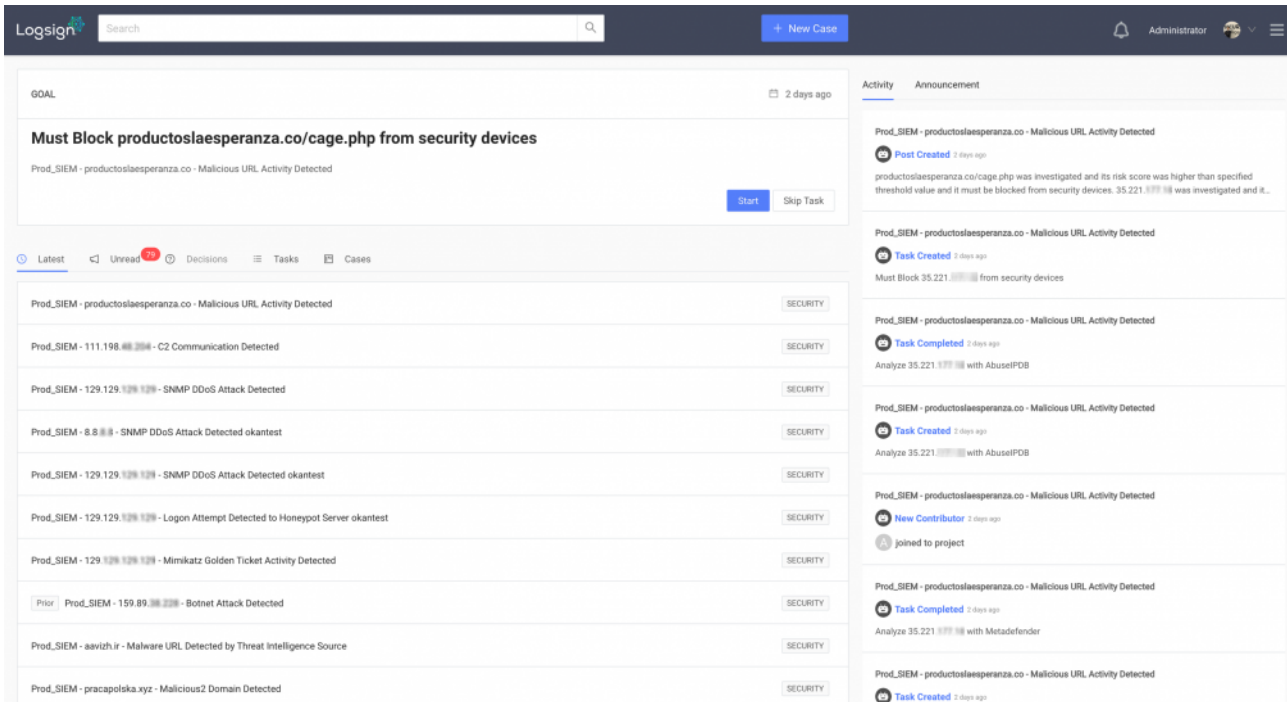 Logsign
Search
+ New Case
Administrator
GOAL
2 days ago
Must Block productoslaesperanza.co/cage.php from security devices
Prod_SIEM - productoslaesperanza.co - Malicious URL Activity Detected
Start
Skip Task
Latest
Unread
79
Decisions
Tasks
Cases
Prod_SIEM - productoslaesperanza.co - Malicious URL Activity Detected
SECURITY
Prod_SIEM - 111.198. - C2 Communication Detected
SECURITY
Prod_SIEM - 129.129. - SNMP DDoS Attack Detected
SECURITY
Prod_SIEM - 8.8. - SNMP DDoS Attack Detected okantest
SECURITY
Prod_SIEM - 129.129. - SNMP DDoS Attack Detected okantest
SECURITY
Prod_SIEM - 129.129. - Logon Attempt Detected to Honeypot Server okantest
SECURITY
Prod_SIEM - 129. - Mimikatz Golden Ticket Activity Detected
SECURITY
Prior
Prod_SIEM - 159.89. - Botnet Attack Detected
SECURITY
Prod_SIEM - aavizh.ir - Malware URL Detected by Threat Intelligence Source
SECURITY
Prod_SIEM - pracapolska.xyz - Malicious2 Domain Detected
SECURITY
Activity
Announcement
Prod_SIEM - productoslaesperanza.co - Malicious URL Activity Detected
Post Created 2 days ago
productoslaesperanza.co/cage.php was investigated and its risk score was higher than specified
threshold value and it must be blocked from security devices. 35.221. was investigated and it...
Prod_SIEM - productoslaesperanza.co - Malicious URL Activity Detected
Task Created 2 days ago
Must Block 35.221. from security devices
Prod_SIEM - productoslaesperanza.co - Malicious URL Activity Detected
Task Completed 2 days ago
Analyze 35.221. with AbuseIPDB
Prod_SIEM - productoslaesperanza.co - Malicious URL Activity Detected
Task Created 2 days ago
Analyze 35.221. with AbuseIPDB
Prod_SIEM - productoslaesperanza.co - Malicious URL Activity Detected
New Contributor 2 days ago
A joined to project
Prod_SIEM - productoslaesperanza.co - Malicious URL Activity Detected
Task Completed 2 days ago
Analyze 35.221. with Metadefender
Prod_SIEM - productoslaesperanza.co - Malicious URL Activity Detected
Task Created 2 days ago